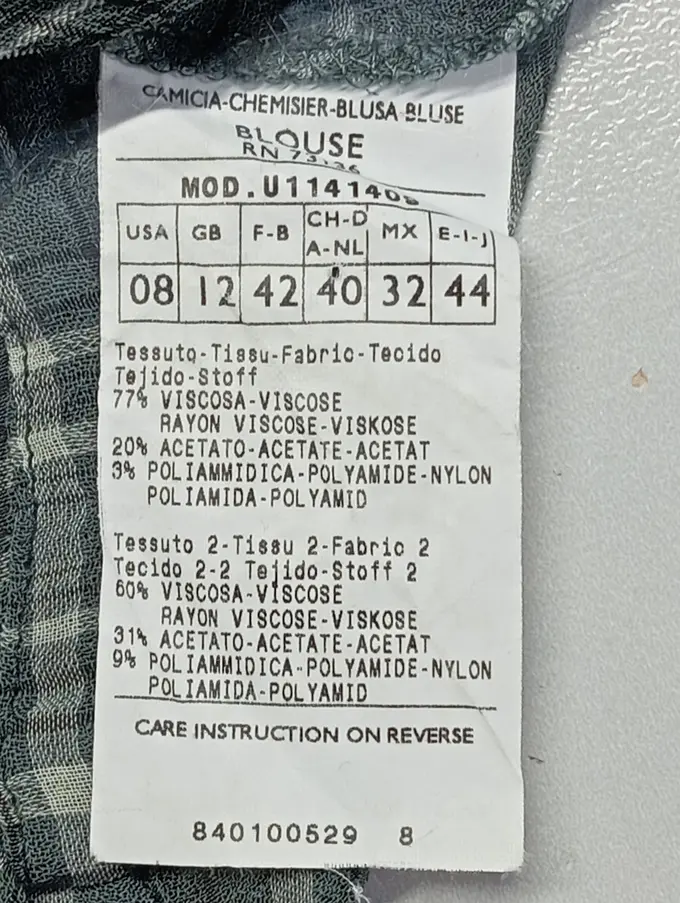 CAMICIA-CHEMISIER-BLUSA-BLUSE
BLOUSE
RN
MOD.U114140
USA GB F-B CH-D A-NL MX E-I-J
08 12 42 40 32 44
Tessuto-Tissu-Fabric-Tecido
Tejido-Stoff
77% VISCOSA-VISCOSE
RAYON VISCOSE-VISKOSE
20% ACETATO-ACETATE-ACETAT
3% POLIAMMIDICA-POLYAMIDE-NYLON
POLIAMIDA-POLYAMID
Tessuto 2-Tissu 2-Fabric 2
Tecido 2-2 Tejido-Stoff 2
60% VISCOSA-VISCOSE
RAYON VISCOSE-VISKOSE
31% ACETATO-ACETATE-ACETAT
9% POLIAMMIDICA-POLYAMIDE-NYLON
POLIAMIDA-POLYAMID
CARE INSTRUCTION ON REVERSE
840100529 8